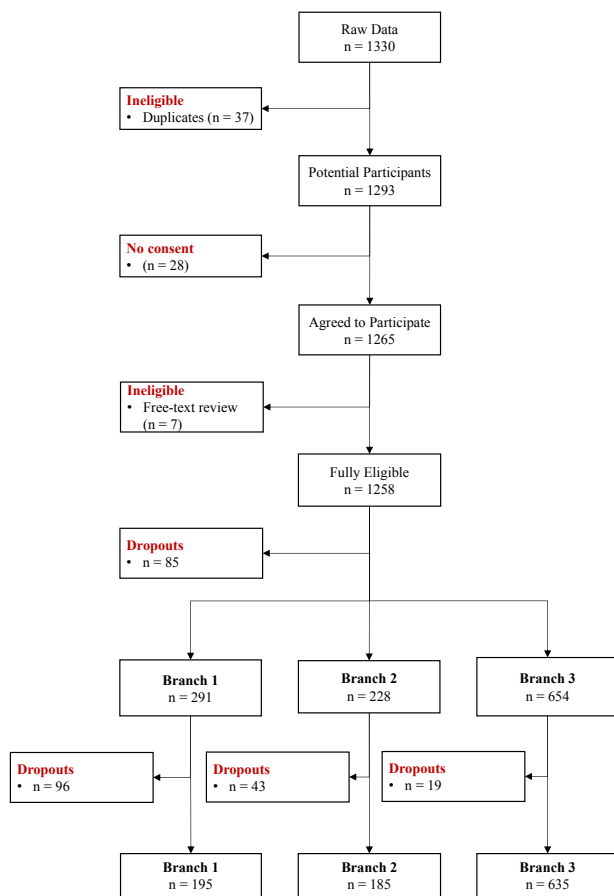 Raw Data
n = 1330
Ineligible
• Duplicates (n = 37)
Potential Participants
n = 1293
No consent
• (n = 28)
Agreed to Participate
n = 1265
Ineligible
• Free-text review
(n = 7)
Fully Eligible
n = 1258
Dropouts
• n = 85
Branch 1
n = 291
Branch 2
n = 228
Branch 3
n = 654
Dropouts
• n = 96
Dropouts
• n = 43
Dropouts
• n = 19
Branch 1
n = 195
Branch 2
n = 185
Branch 3
n = 635